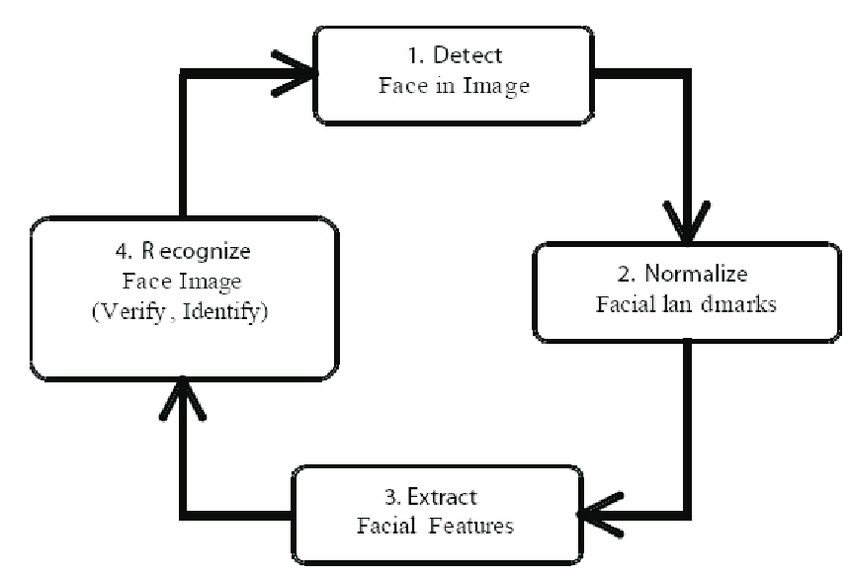 1. Detect
Face in Image
2. Normalize
Facial lan dmarks
3. Extract
Facial Features
4. Recognize
Face Image
(Verify, Identify)